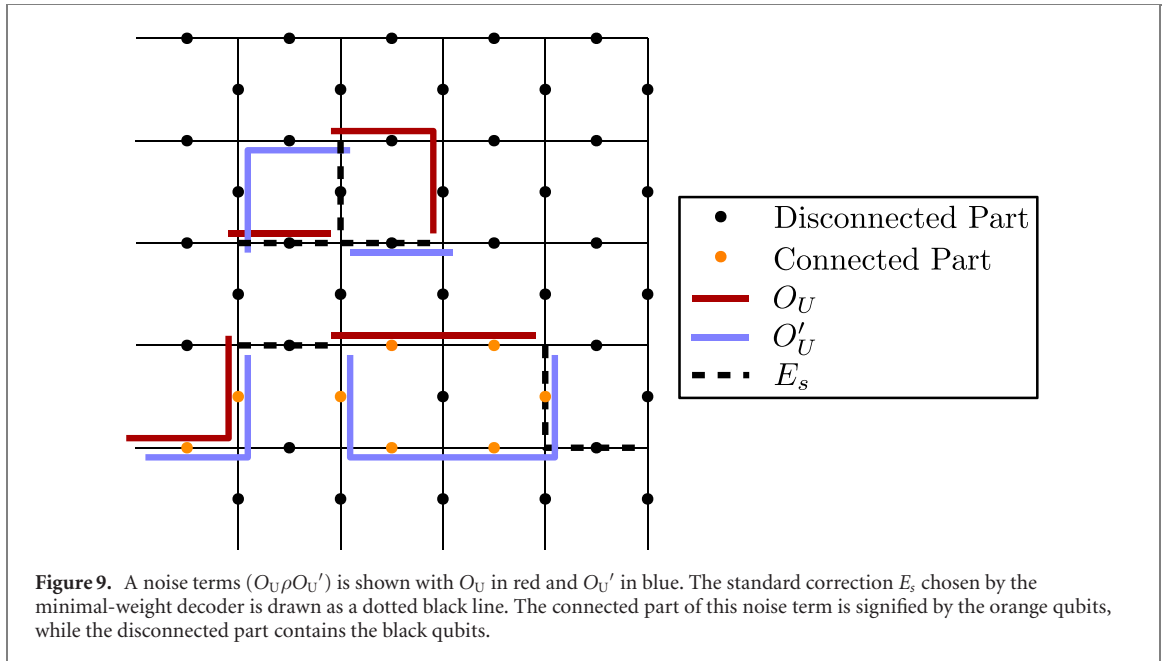 Disconnected Part
Connected Part
O_U
O'_U
E_s
Figure 9. A noise terms (O_Uρ O_U′) is shown with O_U in red and O_U′ in blue. The standard correction E_s chosen by the
minimal-weight decoder is drawn as a dotted black line. The connected part of this noise term is signified by the orange qubits,
while the disconnected part contains the black qubits.